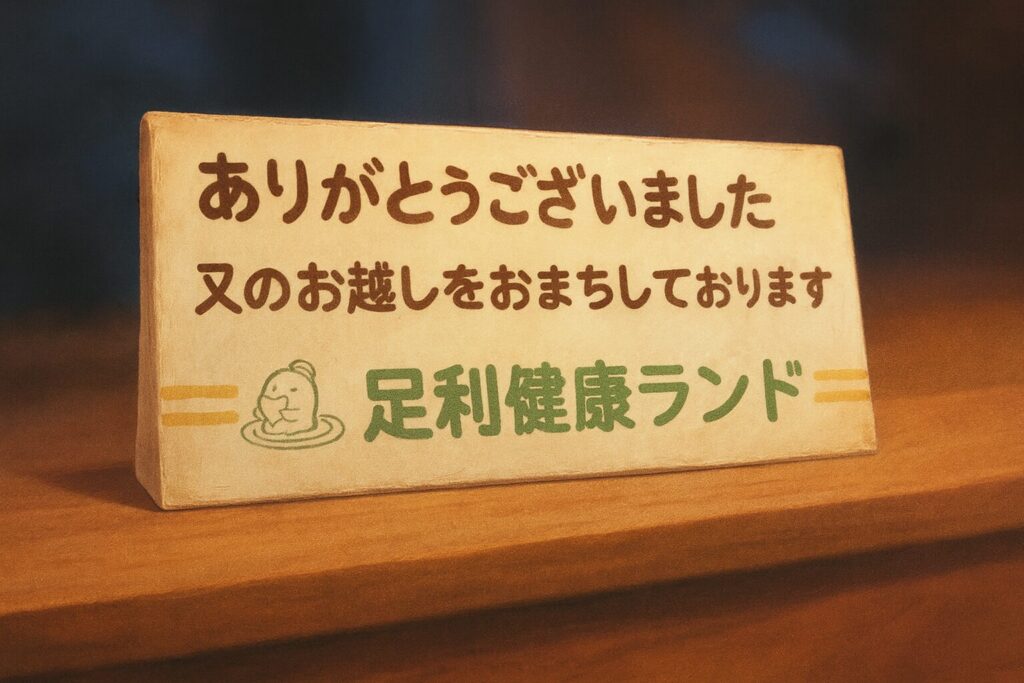 ありがとうございました
又のお越しをおまちしております
足利健康ランド